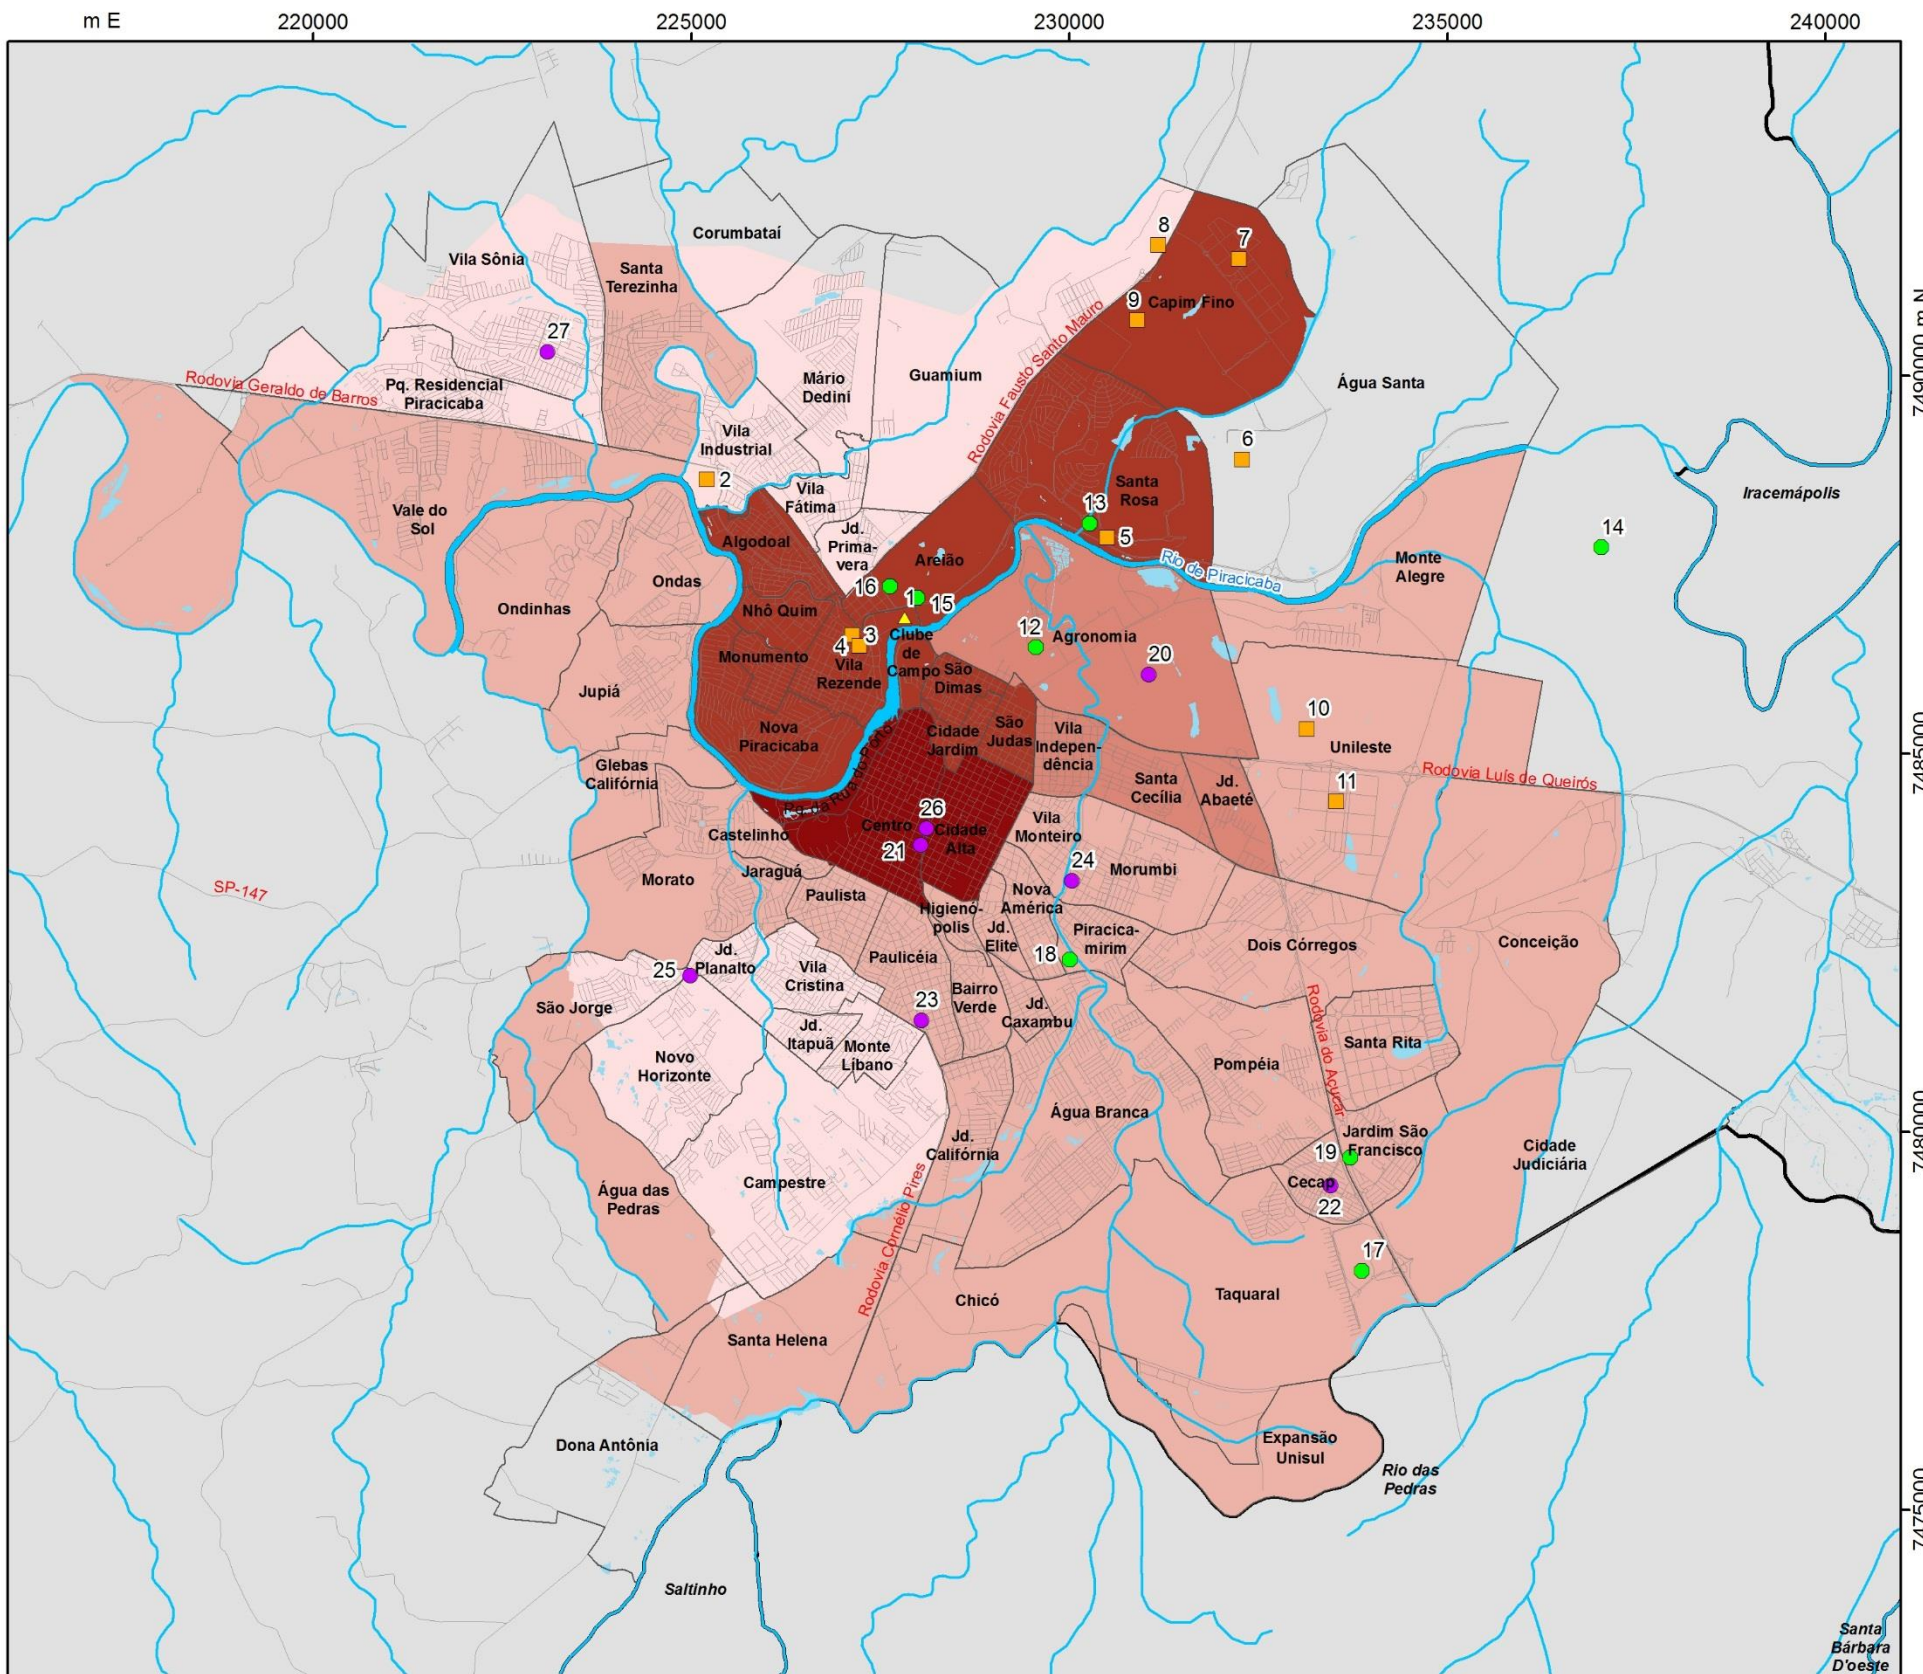 m E
220000
225000
230000
235000
240000
Corumbataí
8
7
Vila Sônia
Santa
Terezinha
9
Capim Fino
7490000 m N
27
Rodovia Fausto Santo Mauro
Rodovia Geraldo de Barros
Pq. Residencial
Piracicaba
Mário
Dedini
Guamium
Água Santa
Vila
Industrial
6
2
Vila
Fátima
Santa
Rosa
Iracemápolis
Vale do
Sol
13
5
14
Algodoal
Jd.
Prima-
vera
Areião
Rio de Piracicaba
Monte
Alegre
Ondas
16
1
15
Ondinhas
Nhô Quim
3
4
Clube
de
Campo
12
Agronomia
20
Monumento
Vila
Rezende
São
Dimas
Jupiá
10
Nova
Piracicaba
Cidade
Jardim
São
Judas
Vila
Indepen-
dência
Unileste
7485000
Glebas
Califórnia
Pq. da Rua do Porto
Santa
Cecília
Jd.
Abaeté
Rodovia Luís de Queirós
11
26
Castelinho
Centro
Cidade
Alta
Vila
Monteiro
21
24
Morumbi
SP-147
Morato
Jaraguá
Paulista
Nova
América
Higienó-
polis
Jd.
Elite
Piracica-
mirim
Dois Córregos
Conceição
25
Jd.
Planalto
Vila
Cristina
Paulicéia
18
São Jorge
23
Bairro
Verde
Jd.
Caxambu
Rodovia do Açúcar
Santa Rita
Jd.
Itapuã
Monte
Líbano
Novo
Horizonte
Pompéia
Água Branca
7480000
Jd.
Califórnia
Jardim São
Francisco
19
Cidade
Judiciária
Água das
Pedras
Campestre
Cecap
22
Rodovia Cornélio Pires
17
Chicó
Taquaral
Santa Helena
Dona Antônia
Expansão
Unisul
Rio das
Pedras
7475000
Saltinho
Santa
Bárbara
D'oeste